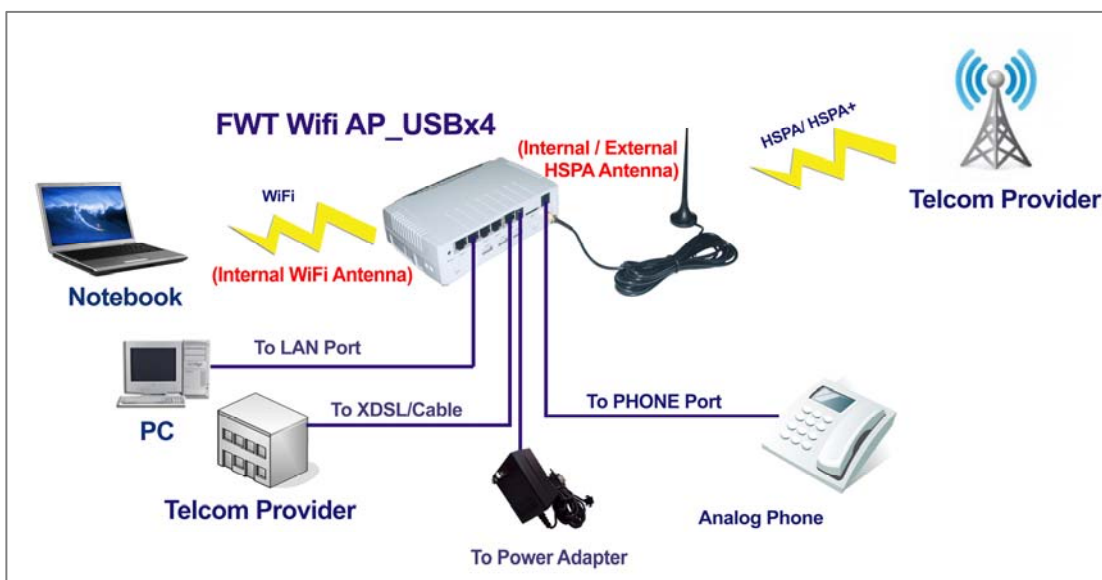 FWT Wifi AP_USBx4
(Internal / External
HSPA Antenna)
HSPA/ HSPA+
Telcom Provider
WiFi
(Internal WiFi Antenna)
Notebook
To LAN Port
PC
To XDSL/Cable
Telcom Provider
To PHONE Port
Analog Phone
To Power Adapter